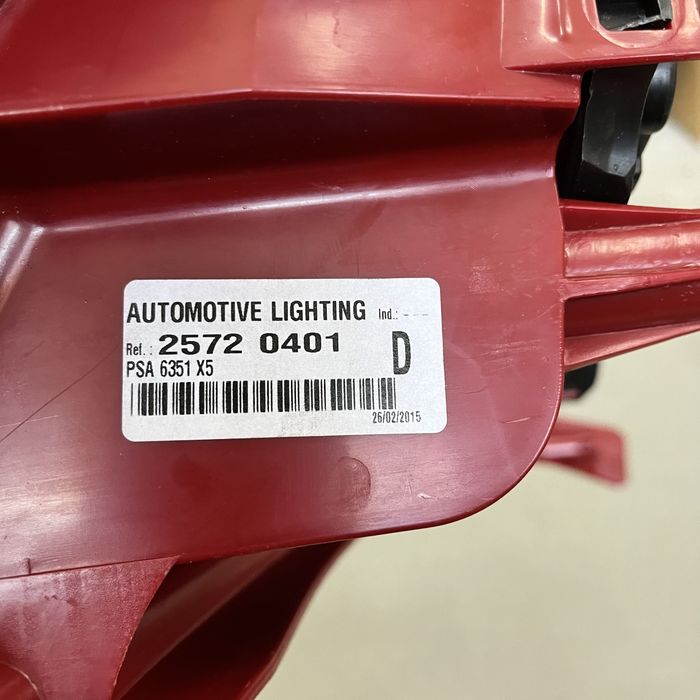 AUTOMOTIVE LIGHTING Ind.: - - -
Ref. : 2572 0401
D
PSA 6351 X5
26/02/2015